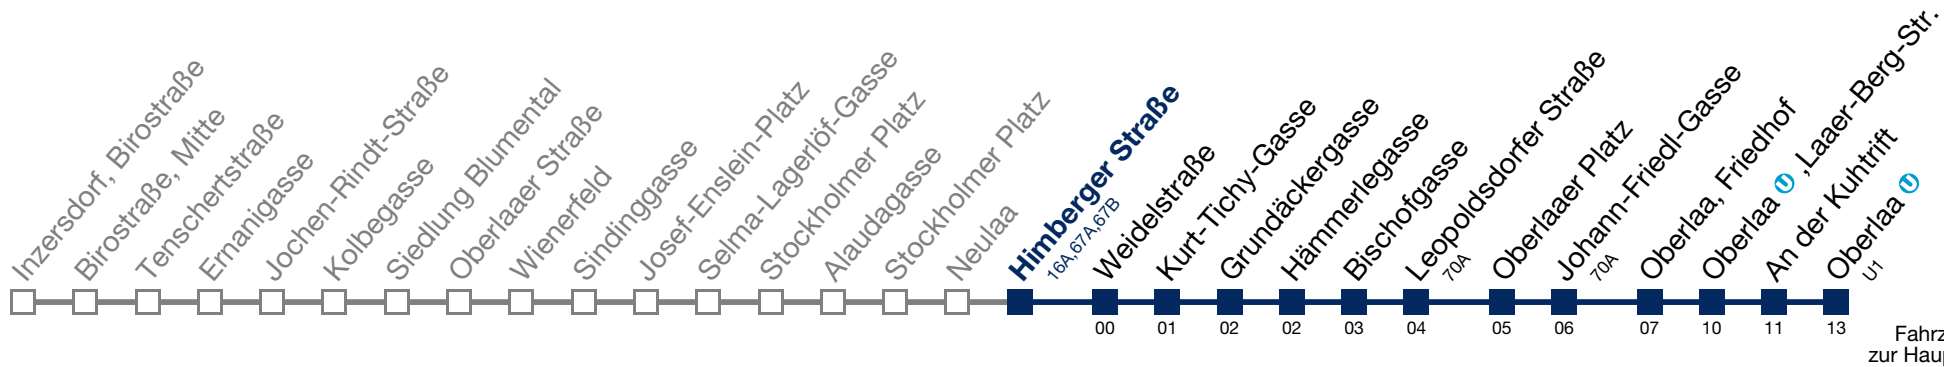 Inzersdorf, Birostraße
Birostraße, Mitte
Tenschertstraße
Ernanigasse
Jochen-Rindt-Straße
Kolbegasse
Siedlung Blumental
Oberlaaer Straße
Wienerfeld
Sindinggasse
Josef-Enslein-Platz
Selma-Lagerlöf-Gasse
Stockholmer Platz
Alaudagasse
Stockholmer Platz
Neulaa
Himberger Straße
16A,67A,67B
Weidelstraße
Kurt-Tichy-Gasse
Grundäckergasse
Hämmerlegasse
Bischofgasse
Leopoldsdorfer Straße
70A
Oberlaaer Platz
Johann-Friedl-Gasse
70A
Oberlaa, Friedhof
Oberlaa U ,Laaer-Berg-Str.
An der Kuhtrift
Oberlaa U
U1
00 01 02 02 03 04 05 06 07 10 11 13
Fahrz
zur Haup